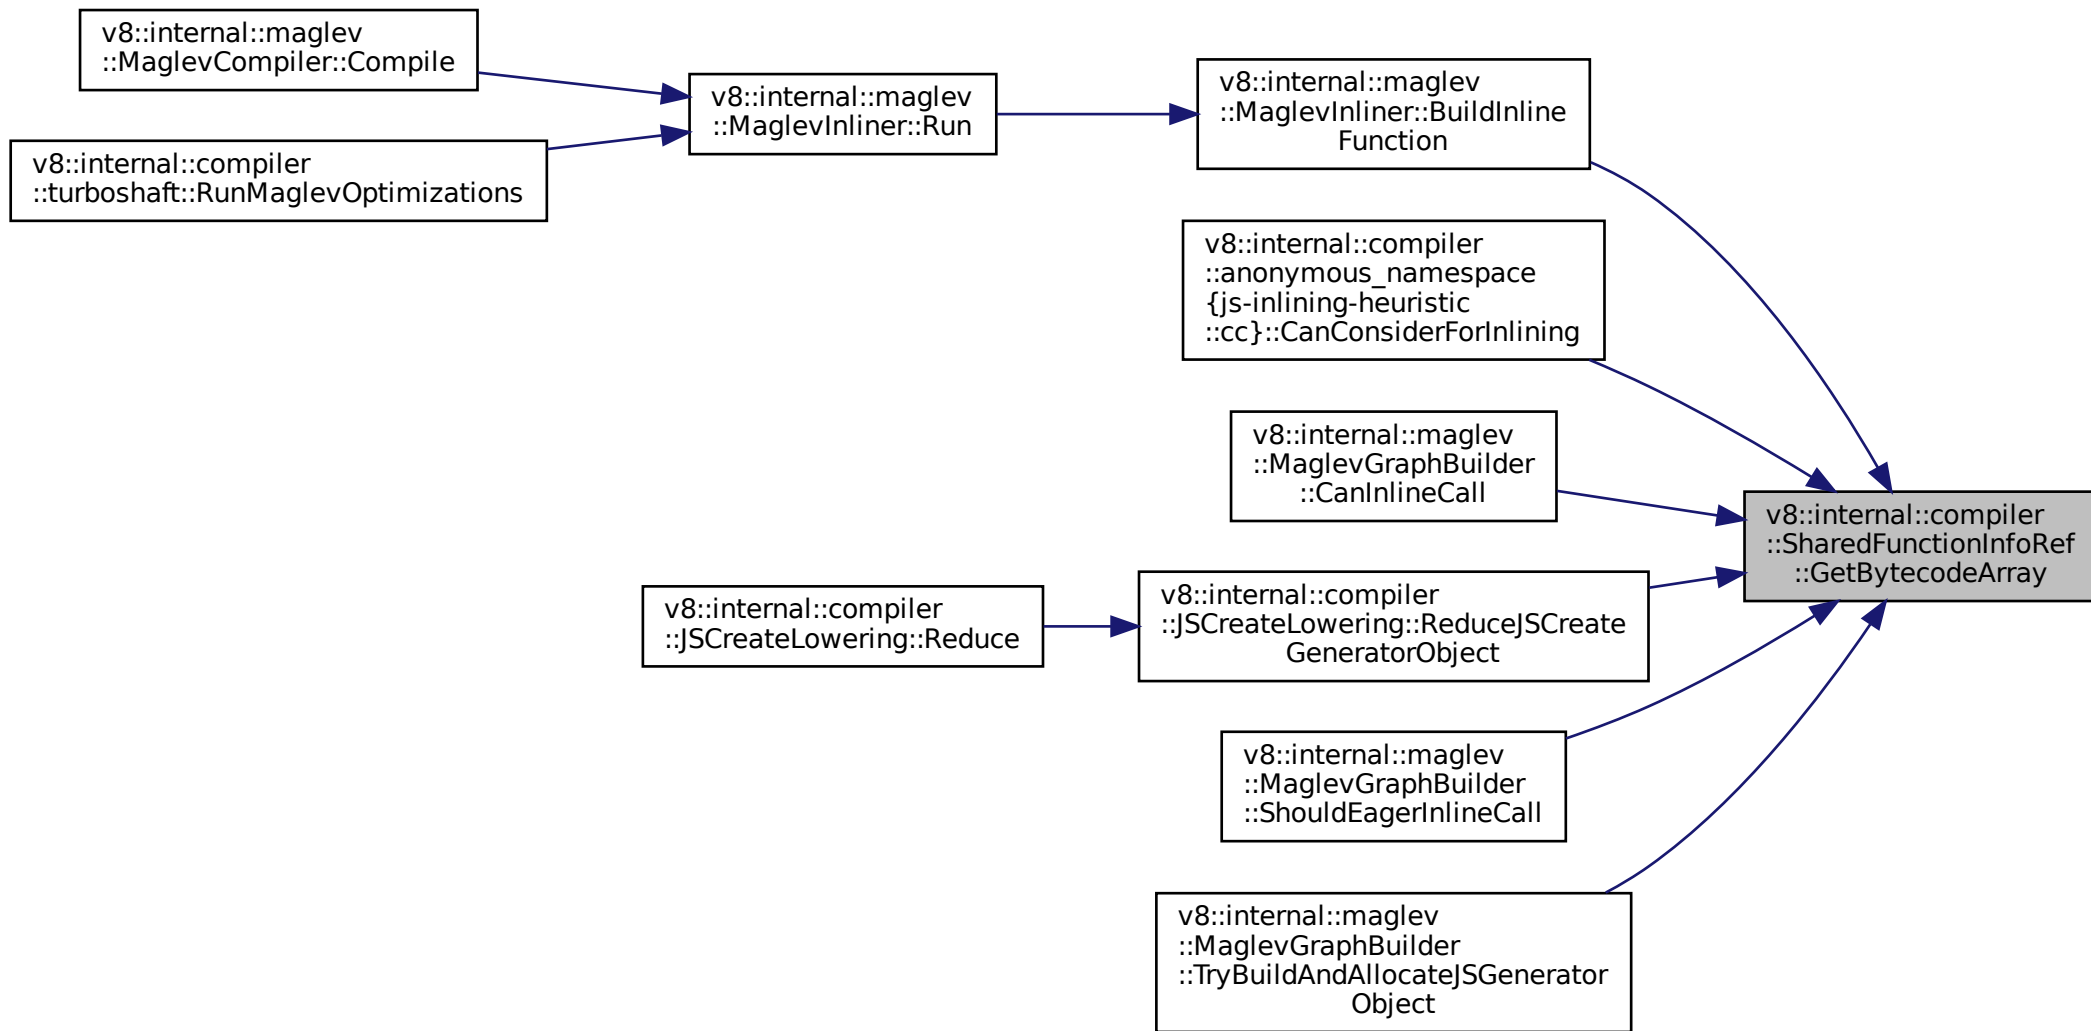 v8::internal::maglev
::MaglevCompiler::Compile
v8::internal::compiler
::turboshaft::RunMaglevOptimizations
v8::internal::maglev
::MaglevInliner::Run
v8::internal::maglev
::MaglevInliner::BuildInline
Function
v8::internal::compiler
::anonymous_namespace
{js-inlining-heuristic
::cc}::CanConsiderForInlining
v8::internal::maglev
::MaglevGraphBuilder
::CanInlineCall
v8::internal::compiler
::JSCreateLowering::Reduce
v8::internal::compiler
::JSCreateLowering::ReduceJSCreate
GeneratorObject
v8::internal::maglev
::MaglevGraphBuilder
::ShouldEagerInlineCall
v8::internal::maglev
::MaglevGraphBuilder
::TryBuildAndAllocateJSGenerator
Object
v8::internal::compiler
::SharedFunctionInfoRef
::GetBytecodeArray